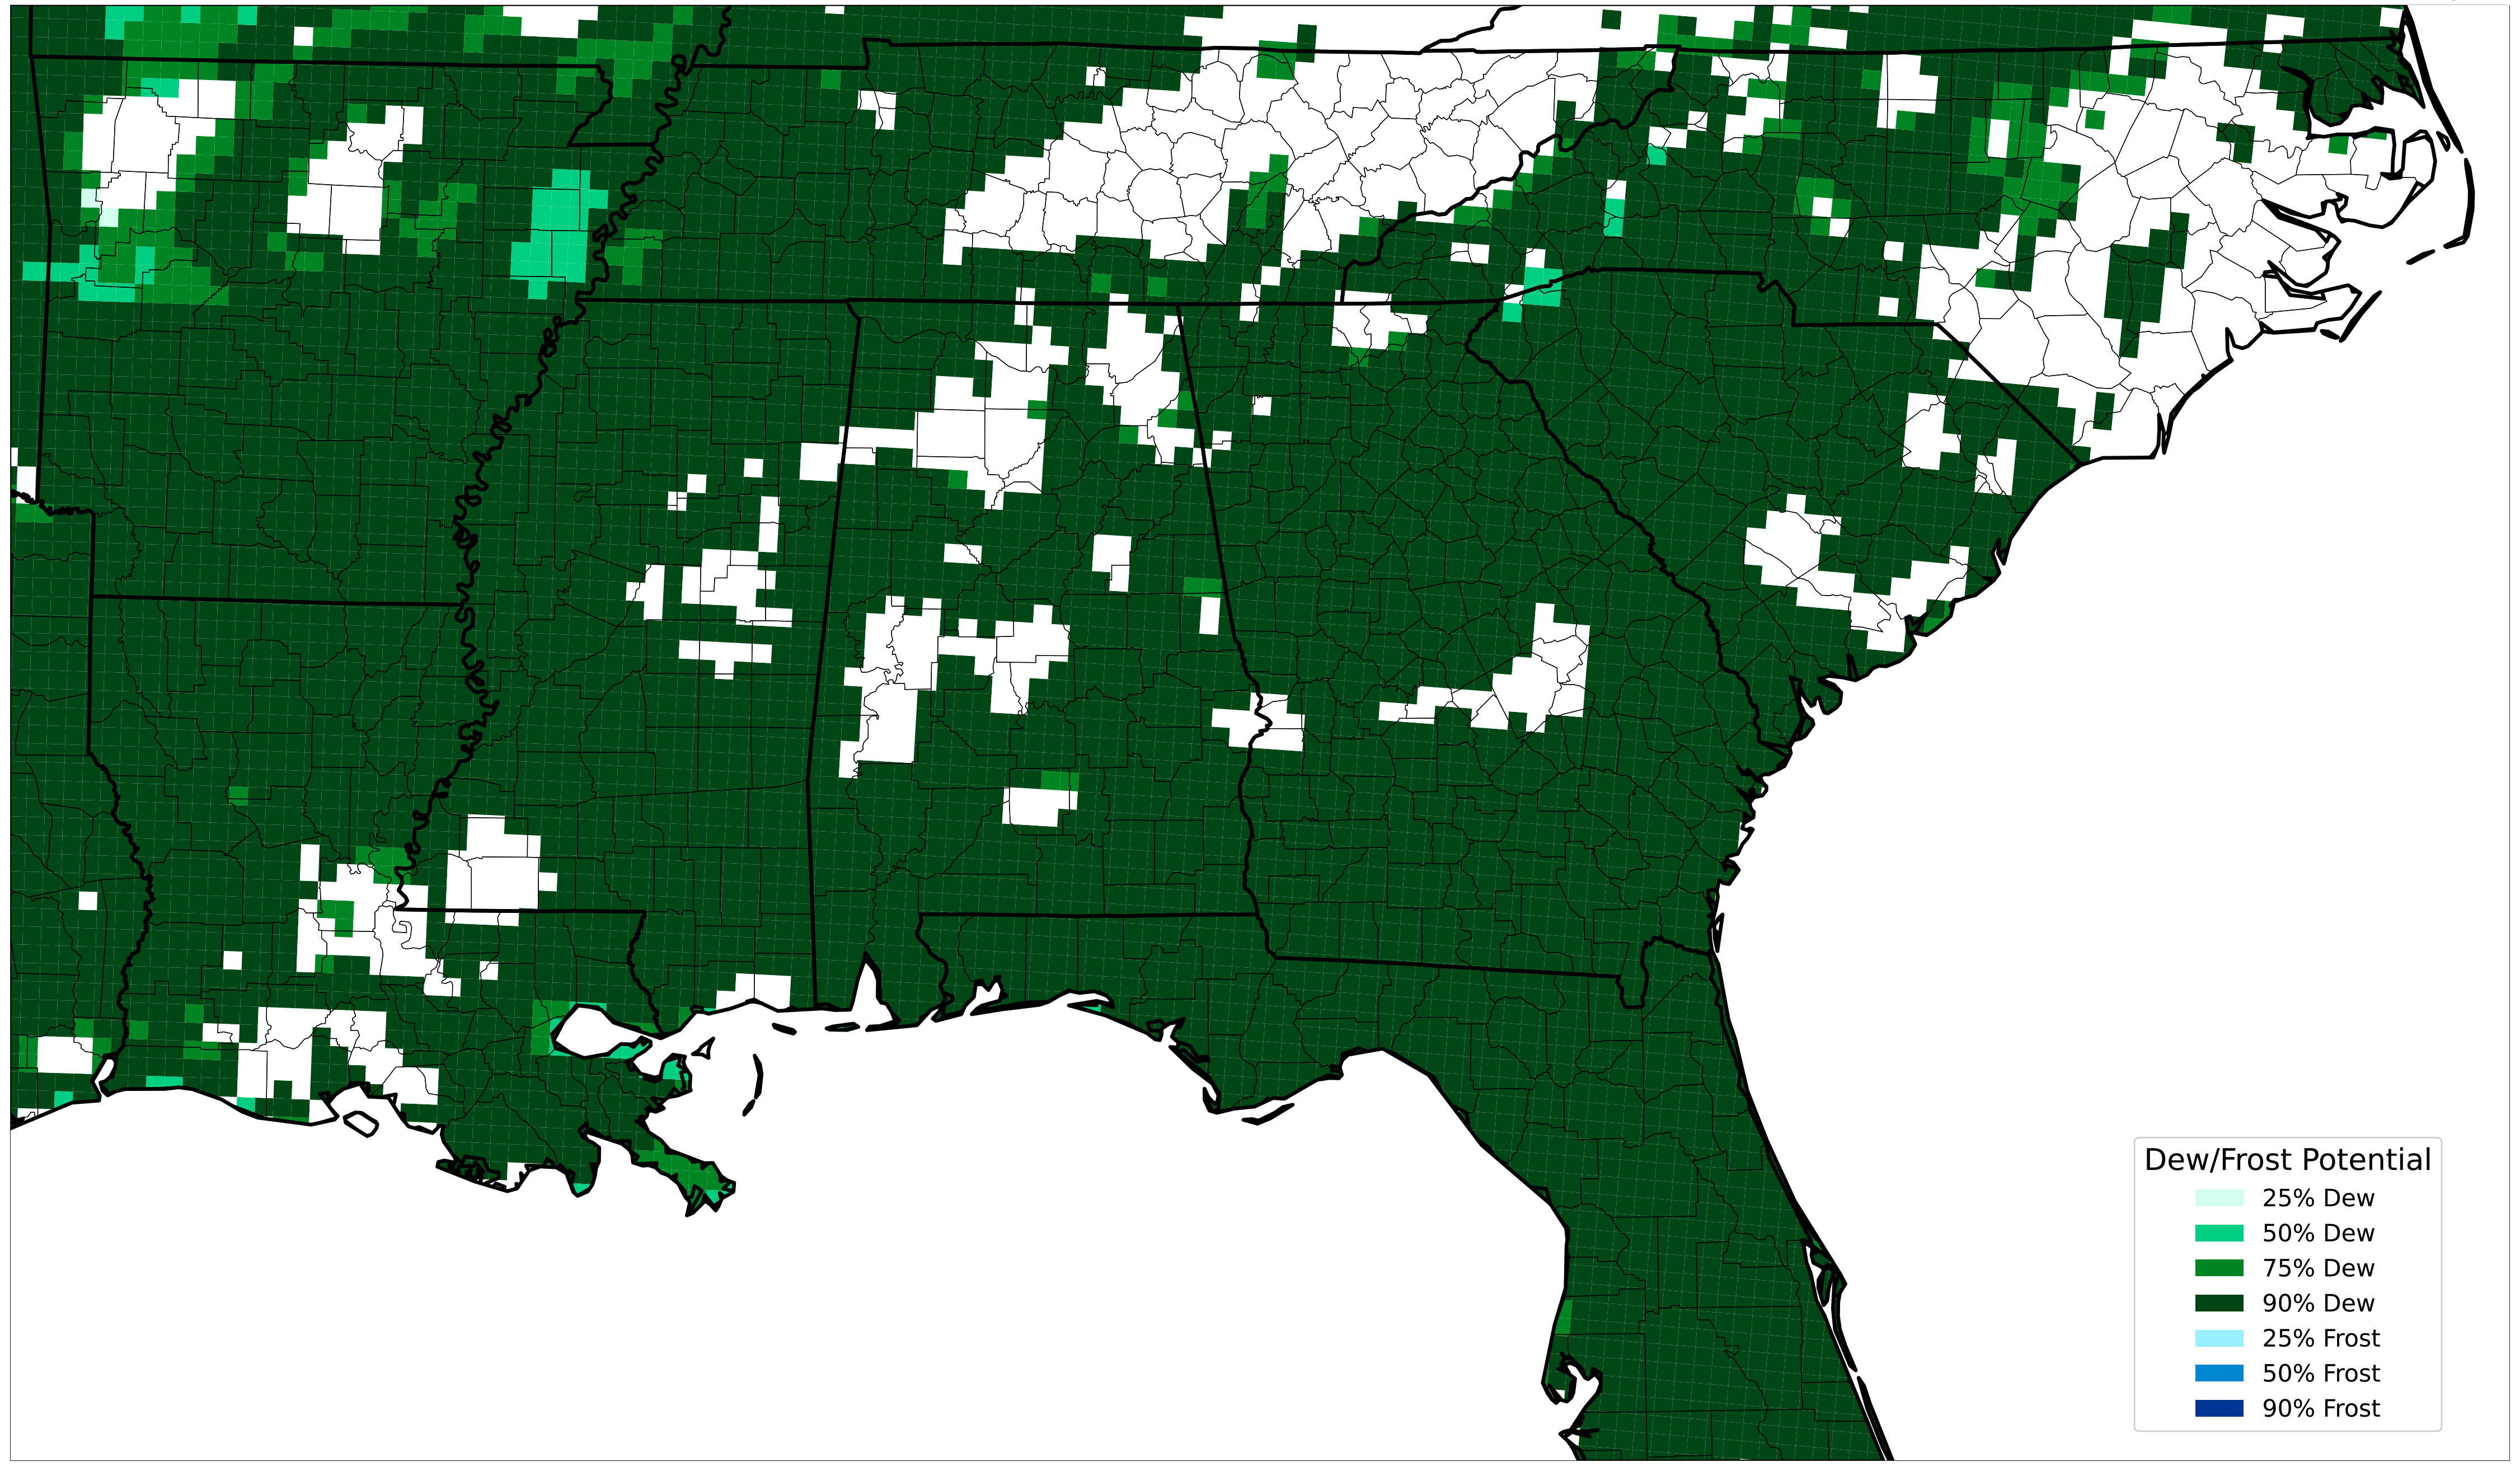 Dew/Frost Potential
25% Dew
50% Dew
75% Dew
90% Dew
25% Frost
50% Frost
90% Frost